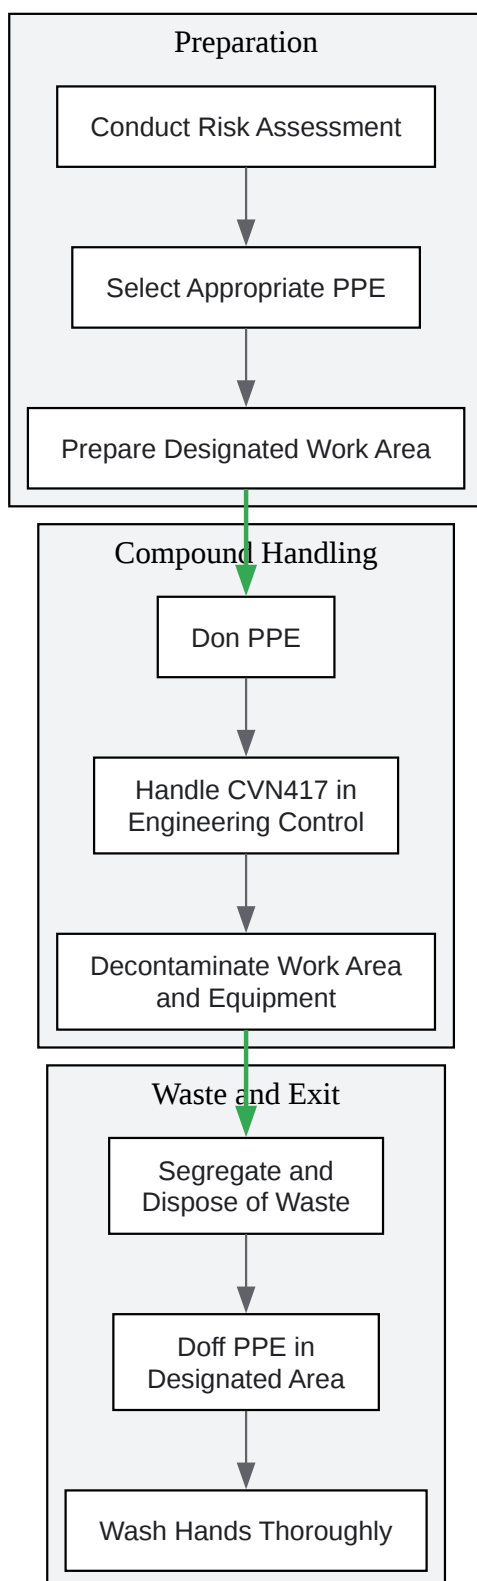 Preparation
Conduct Risk Assessment
Select Appropriate PPE
Prepare Designated Work Area
Compound Handling
Don PPE
Handle CVN417 in
Engineering Control
Decontaminate Work Area
and Equipment
Waste and Exit
Segregate and
Dispose of Waste
Doff PPE in
Designated Area
Wash Hands Thoroughly